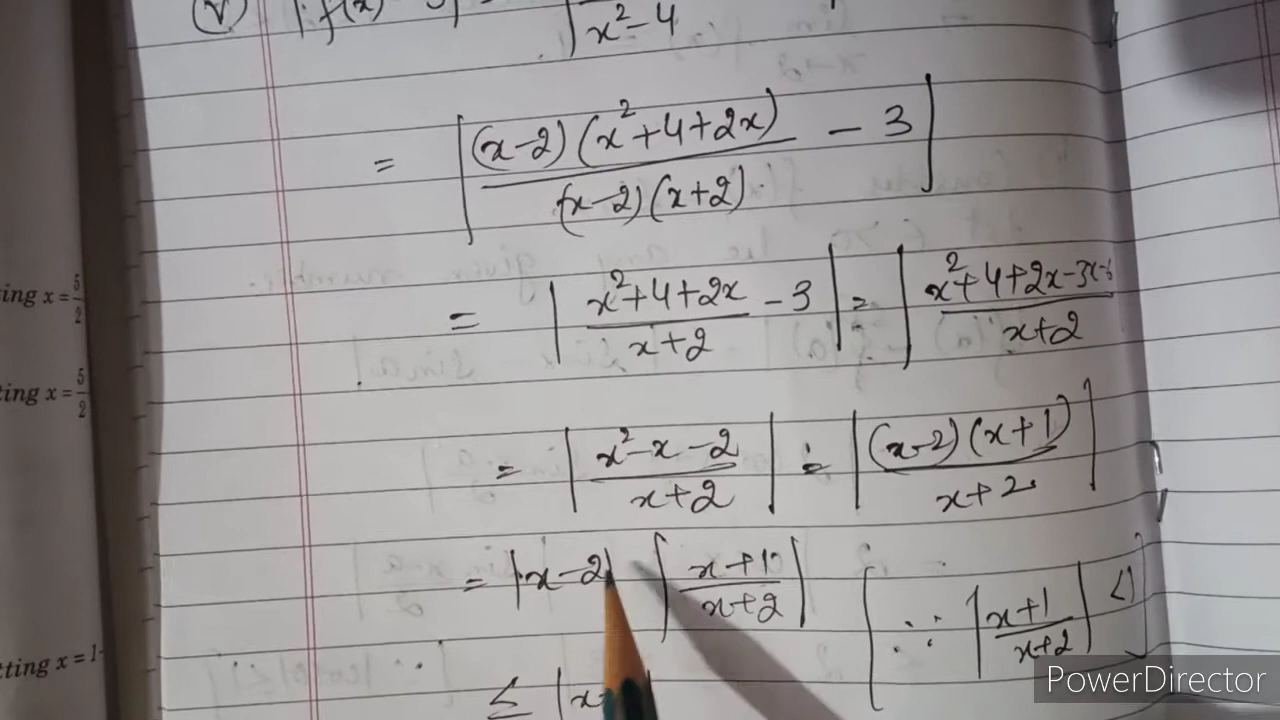 (v) |f(x) - 3|
x² - 4
= |(x-2)(x²+4+2x) / (x-2)(x+2) - 3|
= |x²+4+2x / x+2 - 3| = |x²+4+2x-3x-6 / x+2|
= |x²-x-2 / x+2| = |(x-2)(x+1) / x+2|
= |x-2| |x+1 / x+2| [∵ |x+1 / x+2| <1]
≤ |x-
ing x = 5/2
ting x = 5/2
tting x = 1
PowerDirector